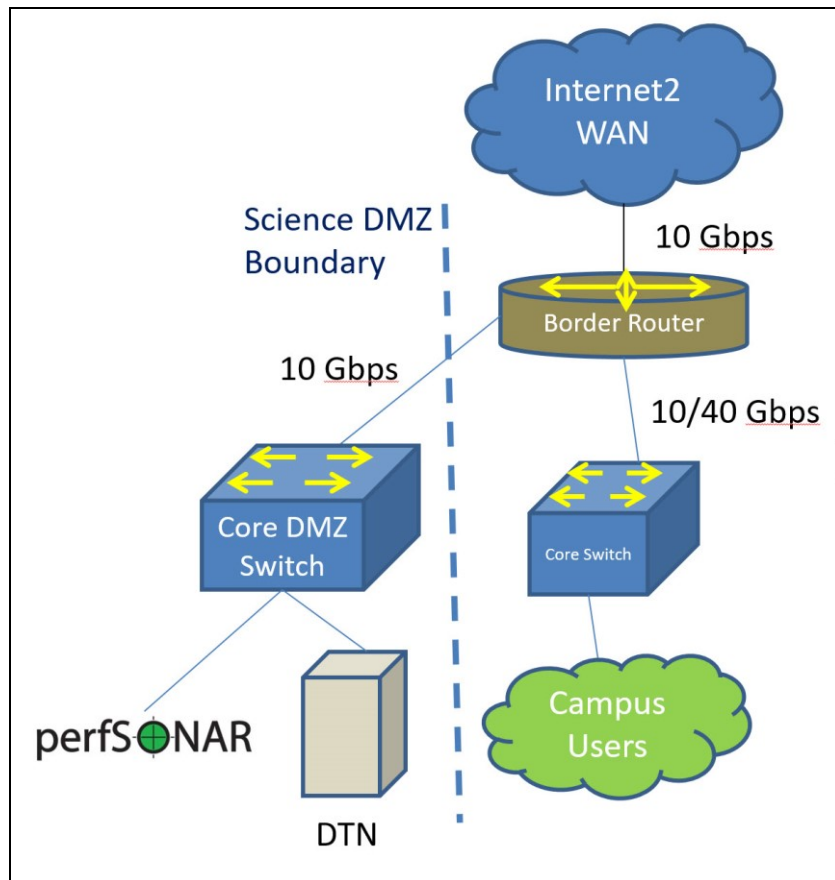 Internet2
WAN
Science DMZ
Boundary
10 Gbps
Border Router
10 Gbps
10/40 Gbps
Core DMZ
Switch
Core Switch
perfSONAR
DTN
Campus
Users